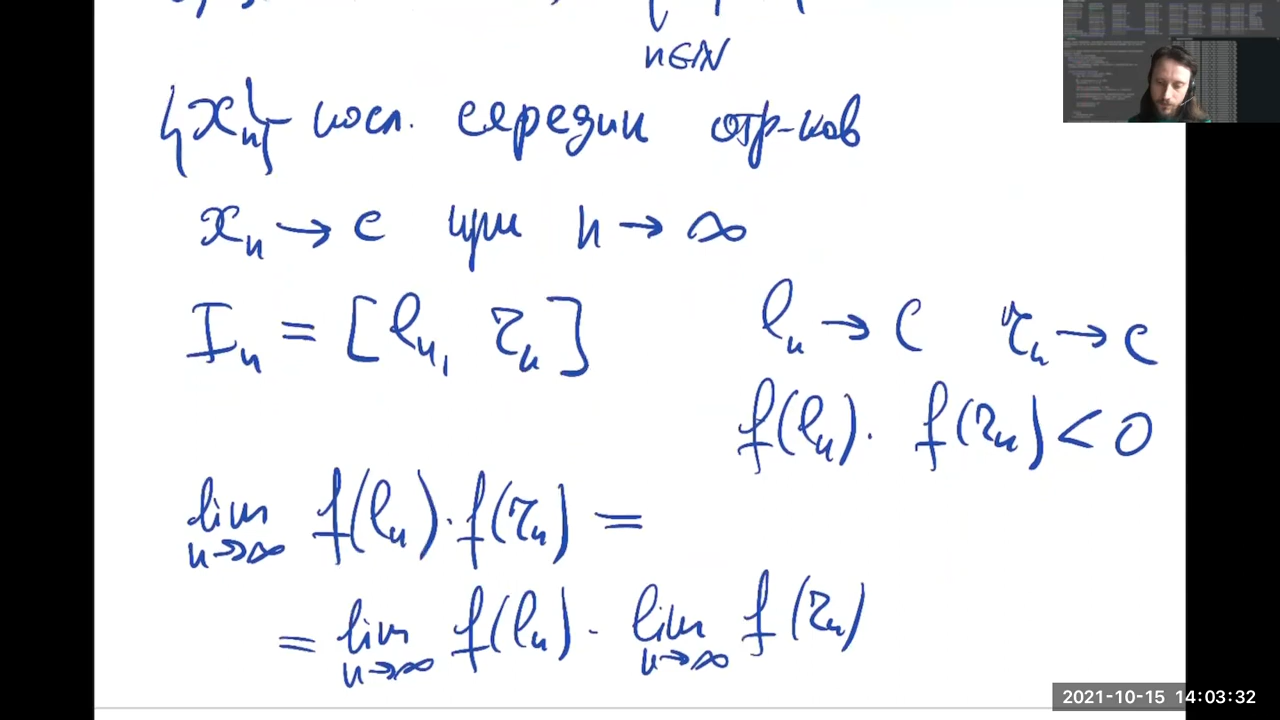 n∈N
{xₙ} - посл. середин отр-ков
xₙ → c при n → ∞
Iₙ = [lₙ, rₙ] lₙ → c rₙ → c
f(lₙ)· f(rₙ) < 0
lim f(lₙ)·f(rₙ) =
n→∞
= lim f(lₙ) · lim f(rₙ)
n→∞ n→∞
2021-10-15 14:03:32